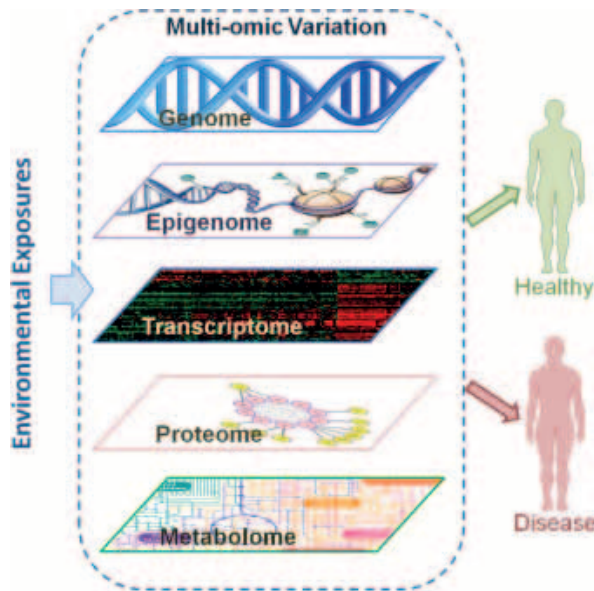 Multi-omic Variation
Genome
Epigenome
Transcriptome
Proteome
Metabolome
Environmental Exposures
Healthy
Disease